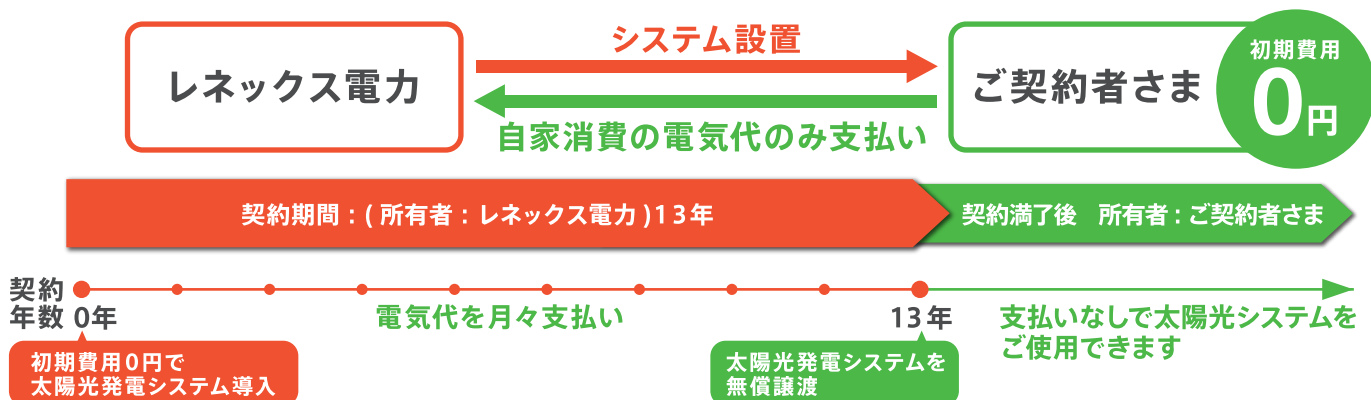 レネックス電力
システム設置
自家消費の電気代のみ支払い
ご契約者さま
初期費用
0円
契約期間：(所有者：レネックス電力)13年
契約満了後　所有者：ご契約者さま
契約
年数 0年
電気代を月々支払い
13年
支払いなしで太陽光システムを
ご使用できます
初期費用0円で
太陽光発電システム導入
太陽光発電システムを
無償譲渡